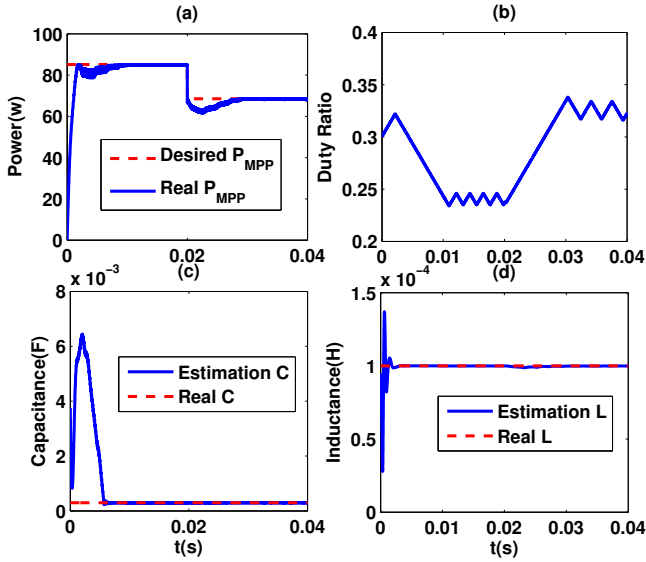 (a)
100
80
60
40
20
0
0
0.02
0.04
Power(w)
Desired P_MPP
Real P_MPP
(b)
0.4
0.35
0.3
0.25
0.2
0
0.01
0.02
0.03
0.04
Duty Ratio
(c)
x 10⁻³
8
6
4
2
0
0
0.02
0.04
t(s)
Capacitance(F)
Estimation C
Real C
(d)
x 10⁻⁴
1.5
1
0.5
0
0
0.01
0.02
0.03
0.04
t(s)
Inductance(H)
Estimation L
Real L